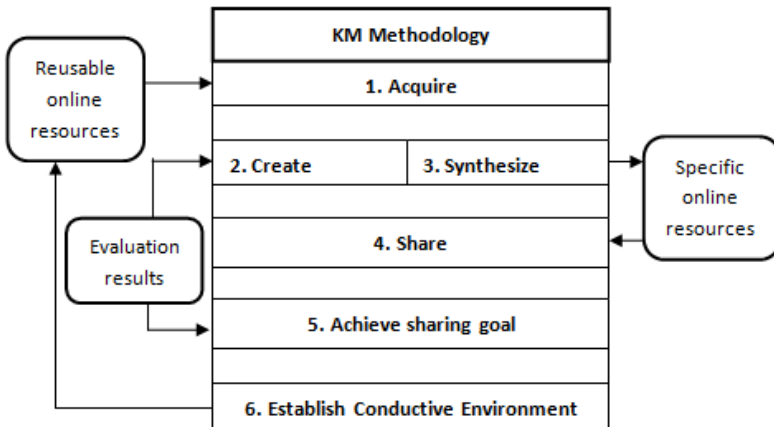 KM Methodology
Reusable
online
resources
1. Acquire
2. Create
3. Synthesize
Specific
online
resources
Evaluation
results
4. Share
5. Achieve sharing goal
6. Establish Conductive Environment